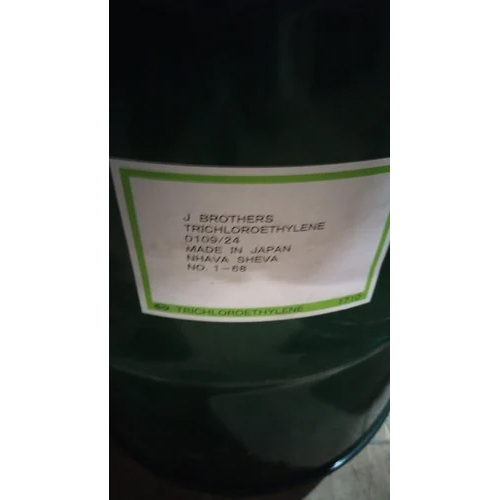 J BROTHERS
TRICHLOROETHYLENE
0109/24
MADE IN JAPAN
NHAVA SHEVA
NO. 1-68
TRICHLOROETHYLENE